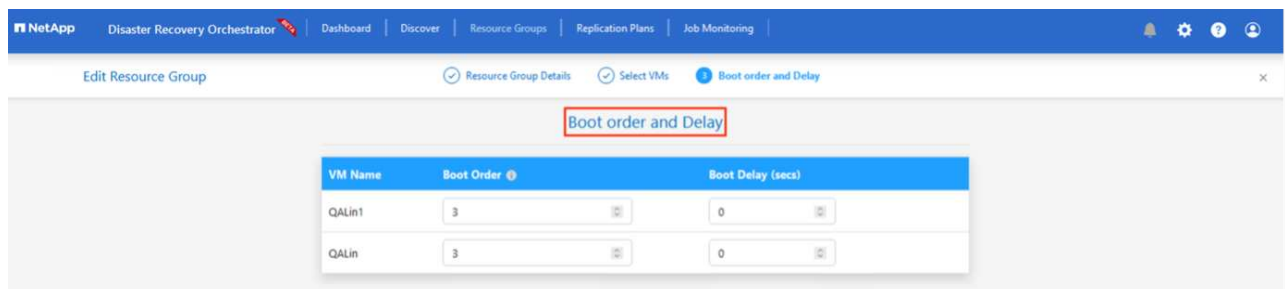 NetApp Disaster Recovery Orchestrator Dashboard Discover Resource Groups Replication Plans Job Monitoring
Edit Resource Group Resource Group Details Select VMs 3 Boot order and Delay
Boot order and Delay
VM Name Boot Order Boot Delay (secs)
QALin1 3 0
QALin 3 0